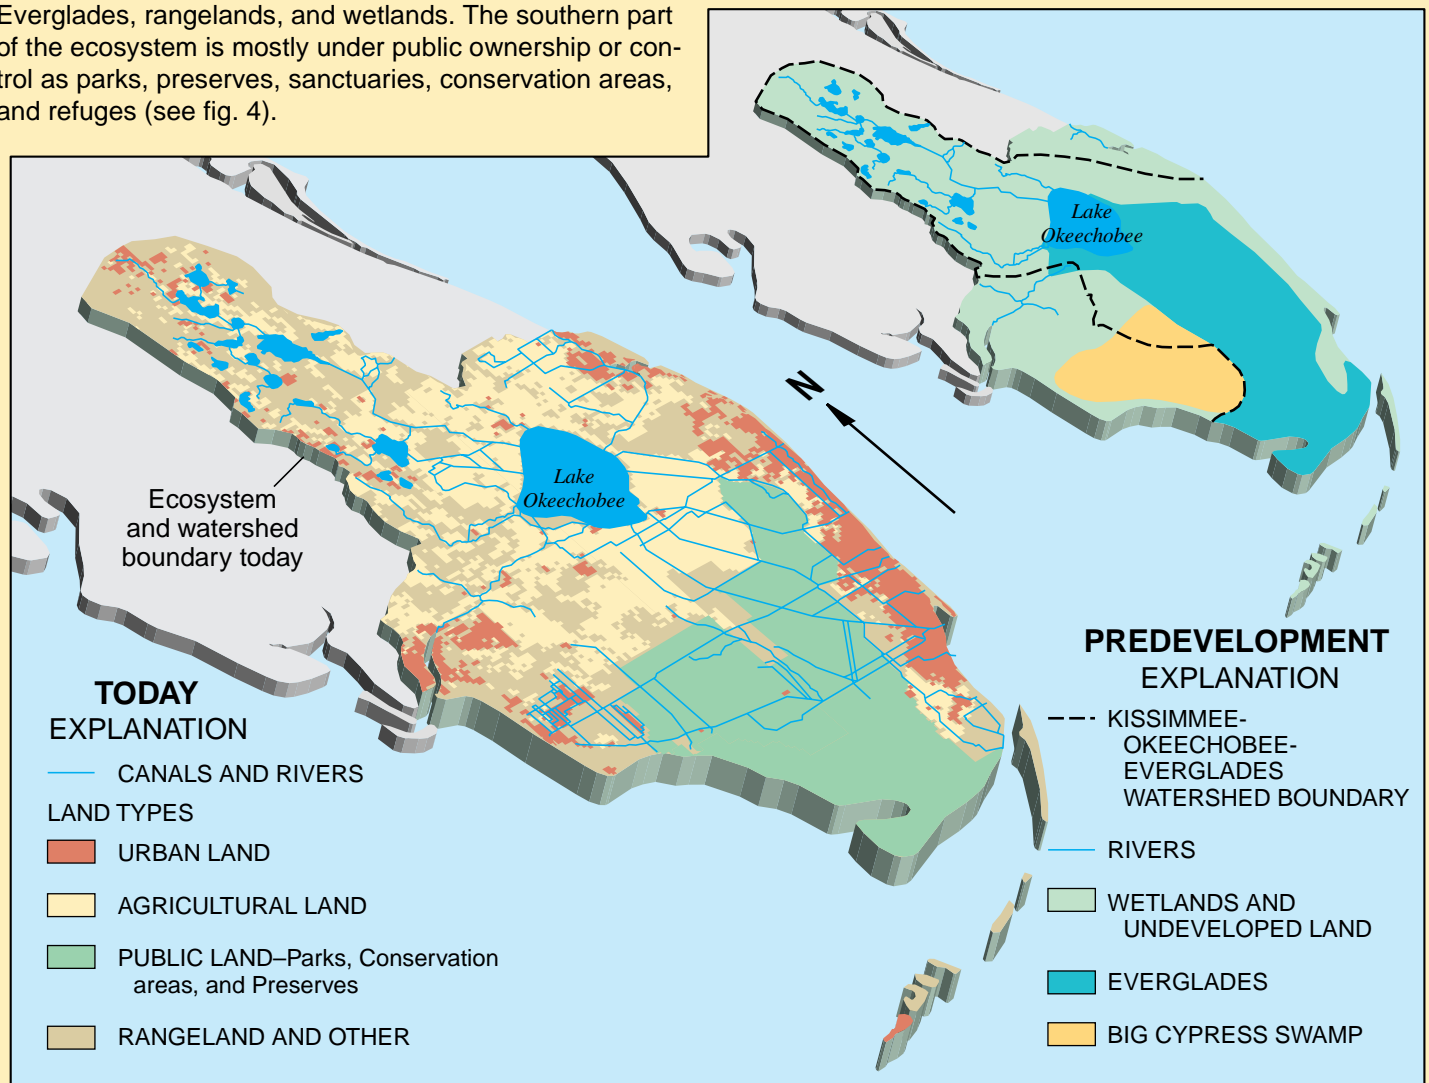 Everglades, rangelands, and wetlands. The southern part
of the ecosystem is mostly under public ownership or con-
trol as parks, preserves, sanctuaries, conservation areas,
and refuges (see fig. 4).
Lake
Okeechobee
N
Lake
Okeechobee
Ecosystem
and watershed
boundary today
TODAY
EXPLANATION
CANALS AND RIVERS
LAND TYPES
URBAN LAND
AGRICULTURAL LAND
PUBLIC LAND–Parks, Conservation
areas, and Preserves
RANGELAND AND OTHER
PREDEVELOPMENT
EXPLANATION
KISSIMMEE-
OKEECHOBEE-
EVERGLADES
WATERSHED BOUNDARY
RIVERS
WETLANDS AND
UNDEVELOPED LAND
EVERGLADES
BIG CYPRESS SWAMP